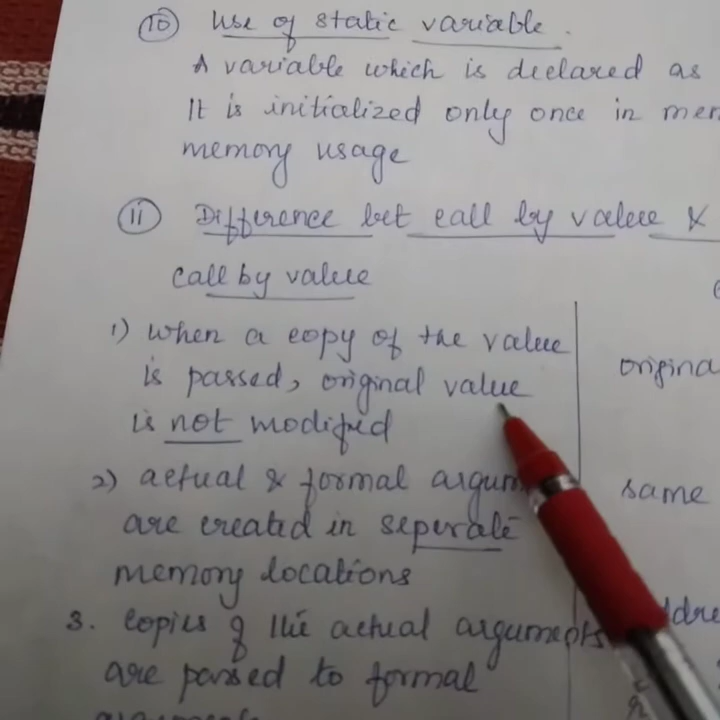 10 Use of static variable.
A variable which is declared as
It is initialized only once in mem
memory usage
11 Difference bet call by value &
call by value
1) when a copy of the value
is passed, original value
is not modified
origina
2) actual & formal argum
are created in seperate
memory locations
same
3. copies of the actual arguments
are passed to formal
ddre